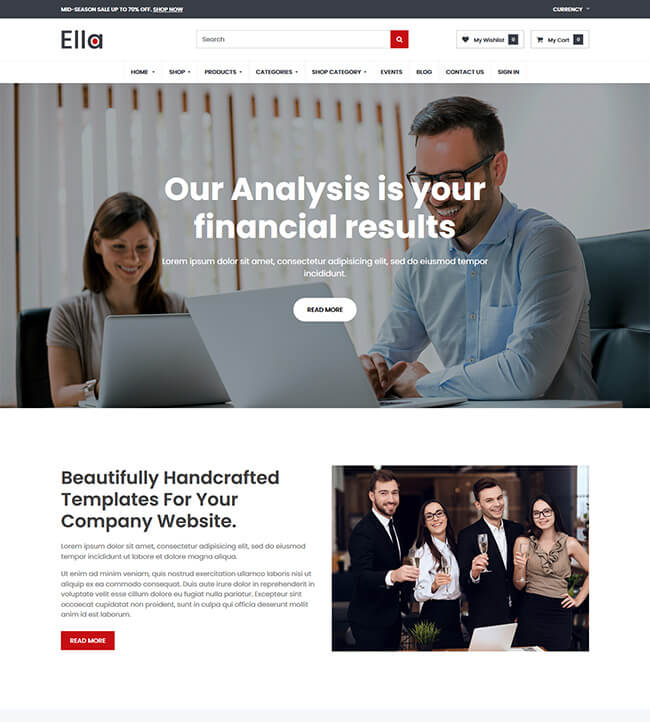 MID-SEASON SALE UP TO 70% OFF. SHOP NOW
CURRENCY
Ella
Search
My Wishlist 0
My Cart 0
HOME SHOP PRODUCTS CATEGORIES SHOP CATEGORY EVENTS BLOG CONTACT US SIGN IN
Our Analysis is your
financial results
Lorem ipsum dolor sit amet, consectetur adipisicing elit, sed do eiusmod tempor
incididunt.
READ MORE
Beautifully Handcrafted
Templates For Your
Company Website.
Lorem ipsum dolor sit amet, consectetur adipisicing elit, sed do eiusmod
tempor incididunt ut labore et dolore magna aliqua.
Ut enim ad minim veniam, quis nostrud exercitation ullamco laboris nisi ut
aliquip ex ea commodo consequat. Duis aute irure dolor in reprehenderit in
voluptate velit esse cillum dolore eu fugiat nulla pariatur. Excepteur sint
occaecat cupidatat non proident, sunt in culpa qui officia deserunt mollit
anim id est laborum.
READ MORE